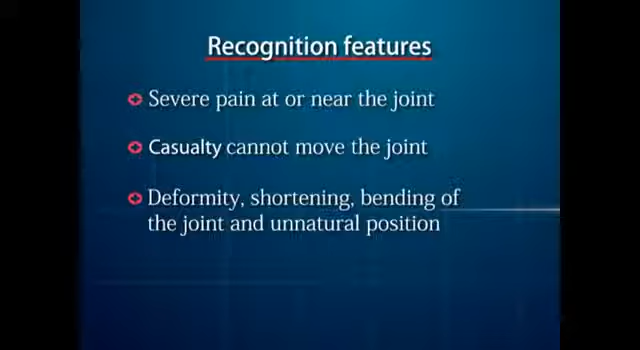 Recognition features
Severe pain at or near the joint
Casualty cannot move the joint
Deformity, shortening, bending of
the joint and unnatural position